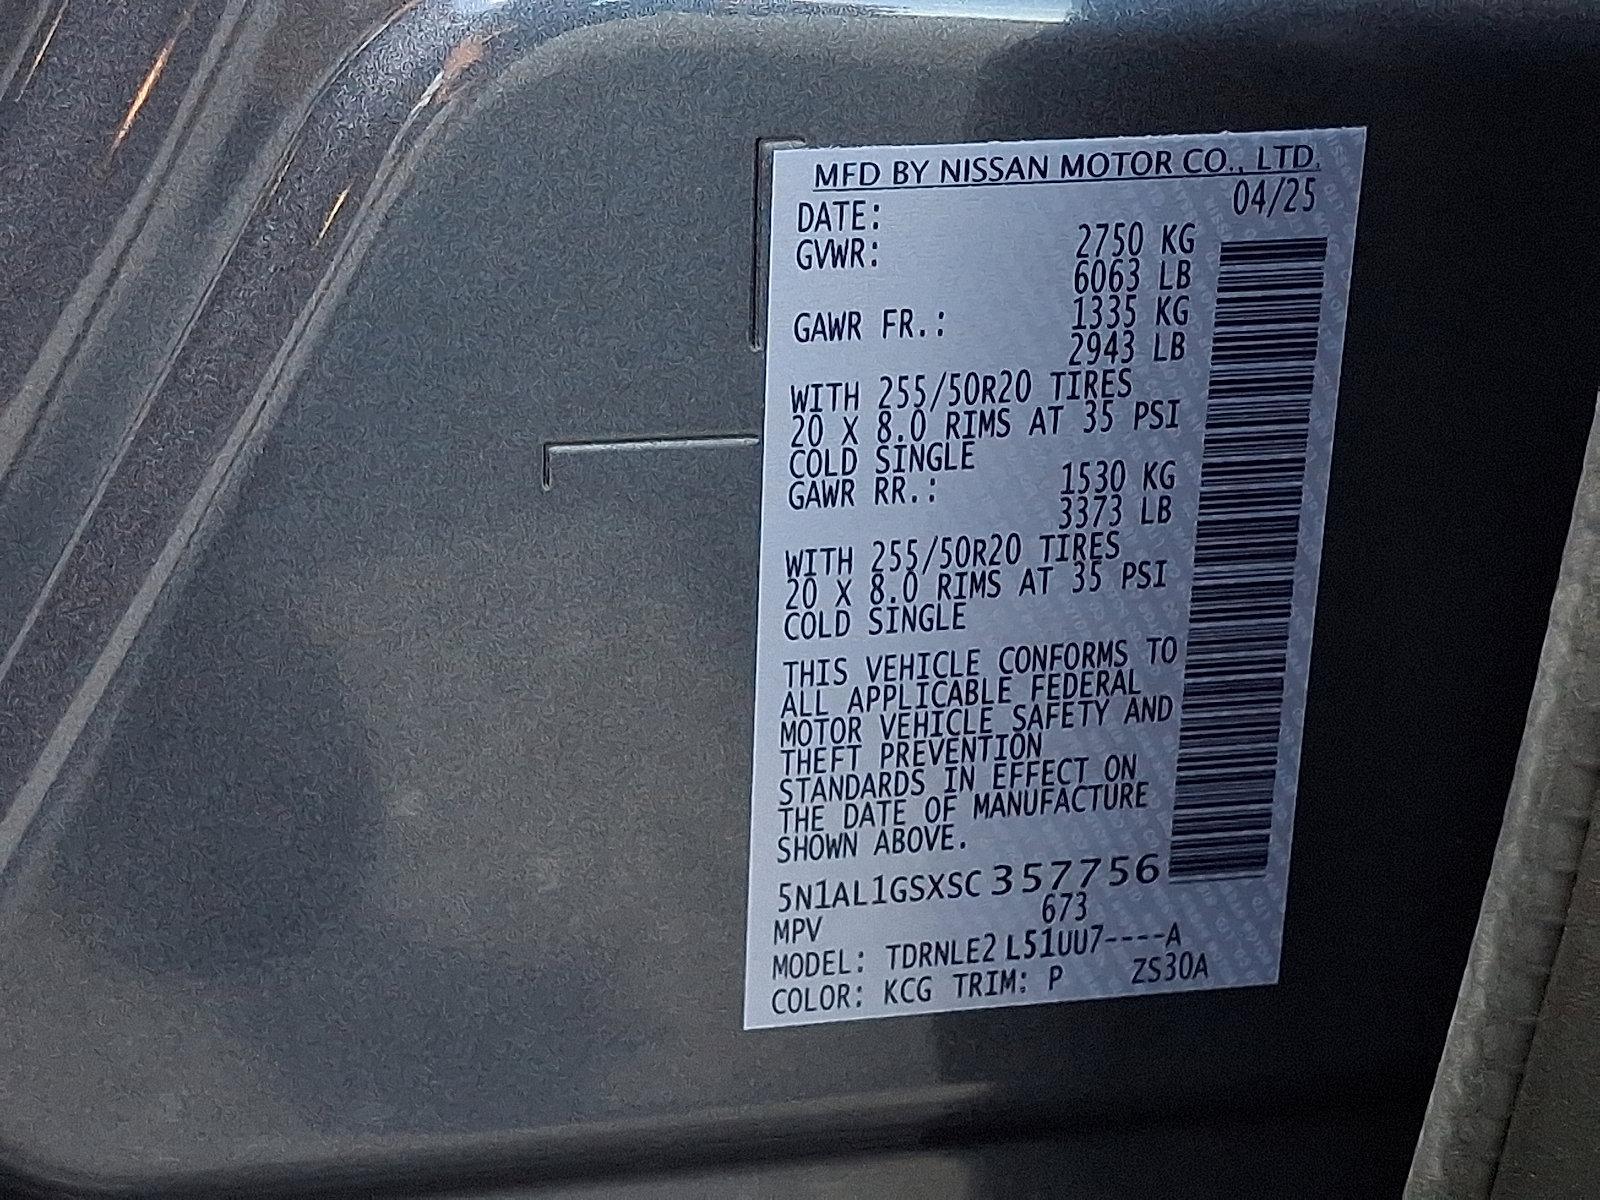 MFD BY NISSAN MOTOR CO., LTD.
DATE: 04/25
GVWR: 2750 KG
6063 LB
GAWR FR.: 1335 KG
2943 LB
WITH 255/50R20 TIRES
20 X 8.0 RIMS AT 35 PSI
COLD SINGLE
GAWR RR.: 1530 KG
3373 LB
WITH 255/50R20 TIRES
20 X 8.0 RIMS AT 35 PSI
COLD SINGLE
THIS VEHICLE CONFORMS TO
ALL APPLICABLE FEDERAL
MOTOR VEHICLE SAFETY AND
THEFT PREVENTION
STANDARDS IN EFFECT ON
THE DATE OF MANUFACTURE
SHOWN ABOVE.
5N1AL1GSXSC357756
MPV 673
MODEL: TDRNLE2 L51UU7----A
COLOR: KCG TRIM: P ZS30A